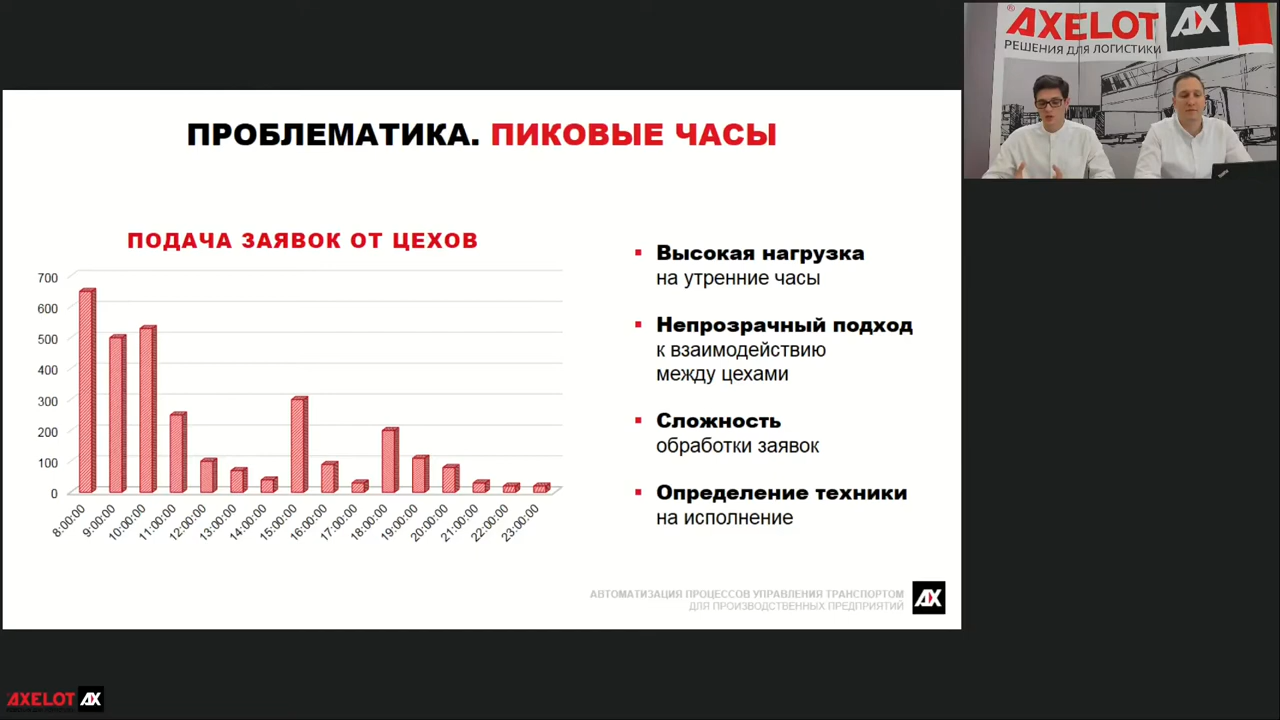 AXELOT
РЕШЕНИЯ ДЛЯ ЛОГИСТИКИ
ПРОБЛЕМАТИКА. ПИКОВЫЕ ЧАСЫ
ПОДАЧА ЗАЯВОК ОТ ЦЕХОВ
700
600
500
400
300
200
100
0
8:00:00
9:00:00
10:00:00
11:00:00
12:00:00
13:00:00
14:00:00
15:00:00
16:00:00
17:00:00
18:00:00
19:00:00
20:00:00
21:00:00
22:00:00
23:00:00
Высокая нагрузка
на утренние часы
Непрозрачный подход
к взаимодействию
между цехами
Сложность
обработки заявок
Определение техники
на исполнение
АВТОМАТИЗАЦИЯ ПРОЦЕССОВ УПРАВЛЕНИЯ ТРАНСПОРТОМ
ДЛЯ ПРОИЗВОДСТВЕННЫХ ПРЕДПРИЯТИЙ
AX
AXELOT AX